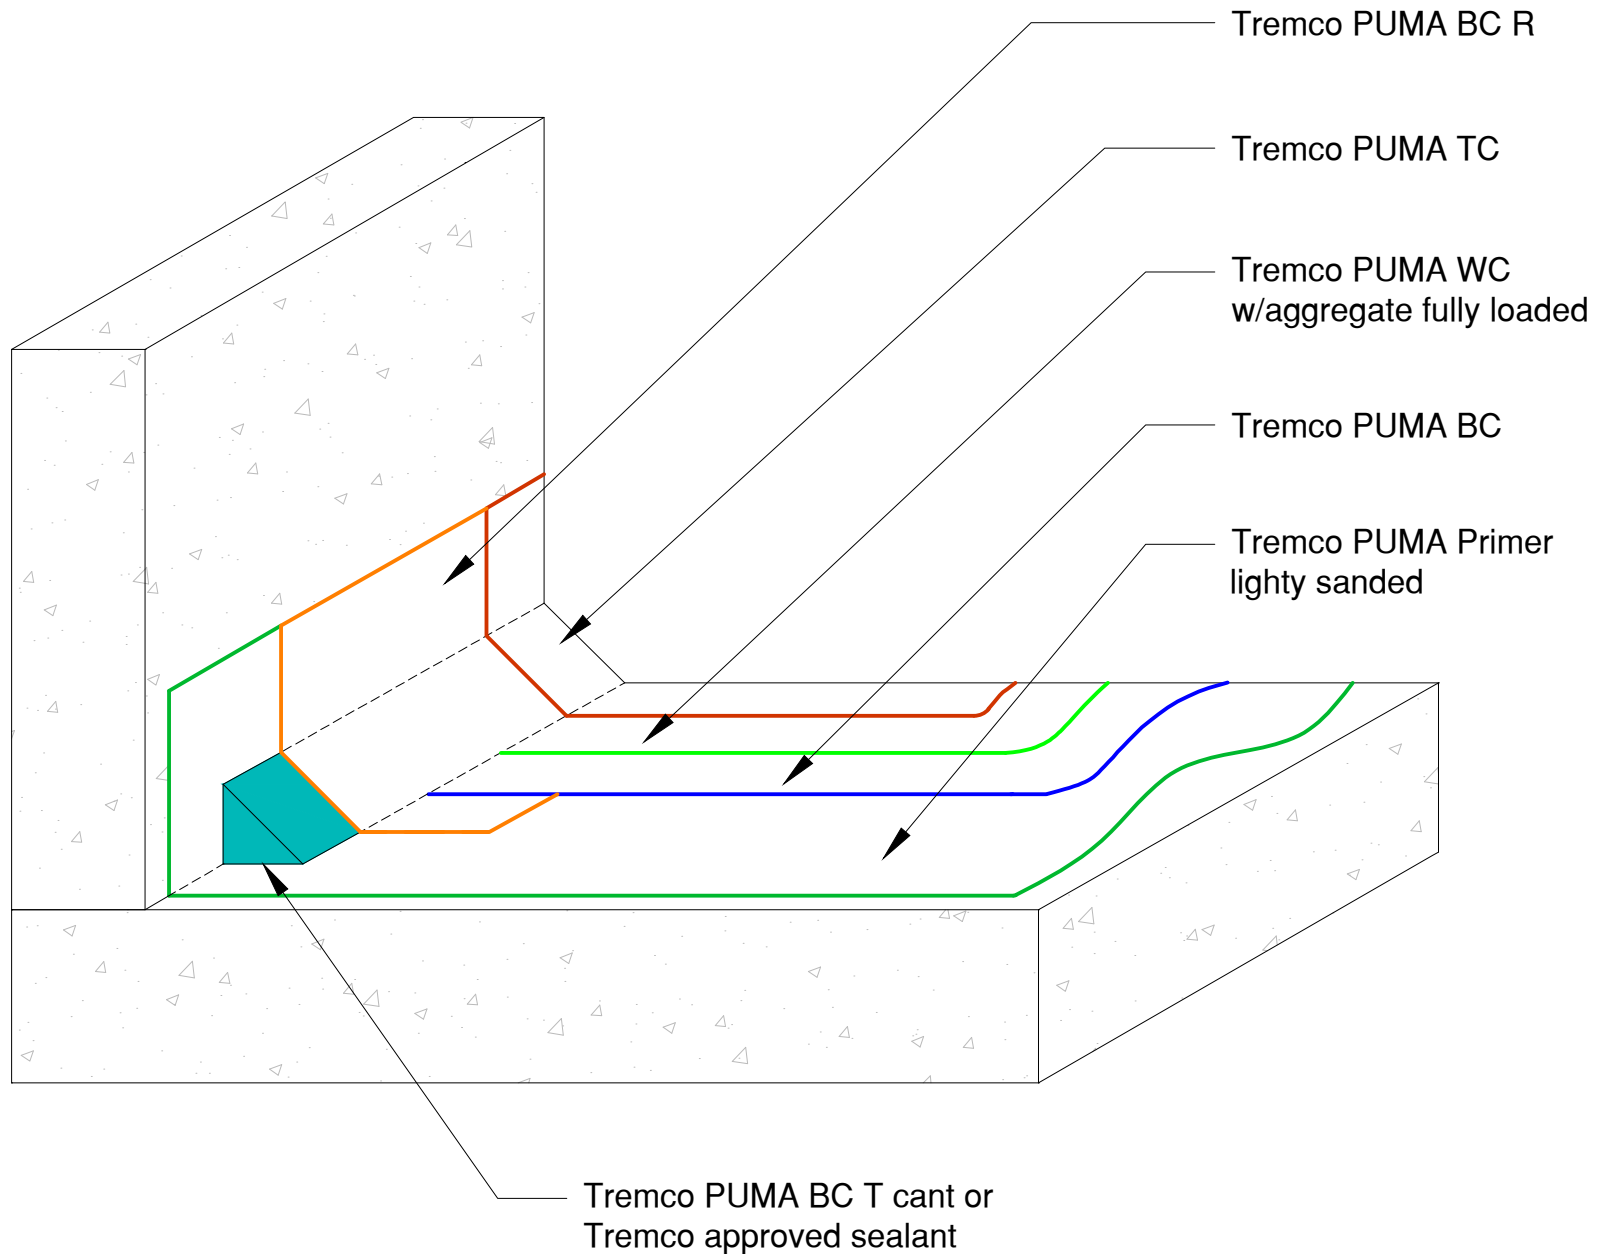 Tremco PUMA BC R
Tremco PUMA TC
Tremco PUMA WC
w/aggregate fully loaded
Tremco PUMA BC
Tremco PUMA Primer
lighty sanded
Tremco PUMA BC T cant or
Tremco approved sealant